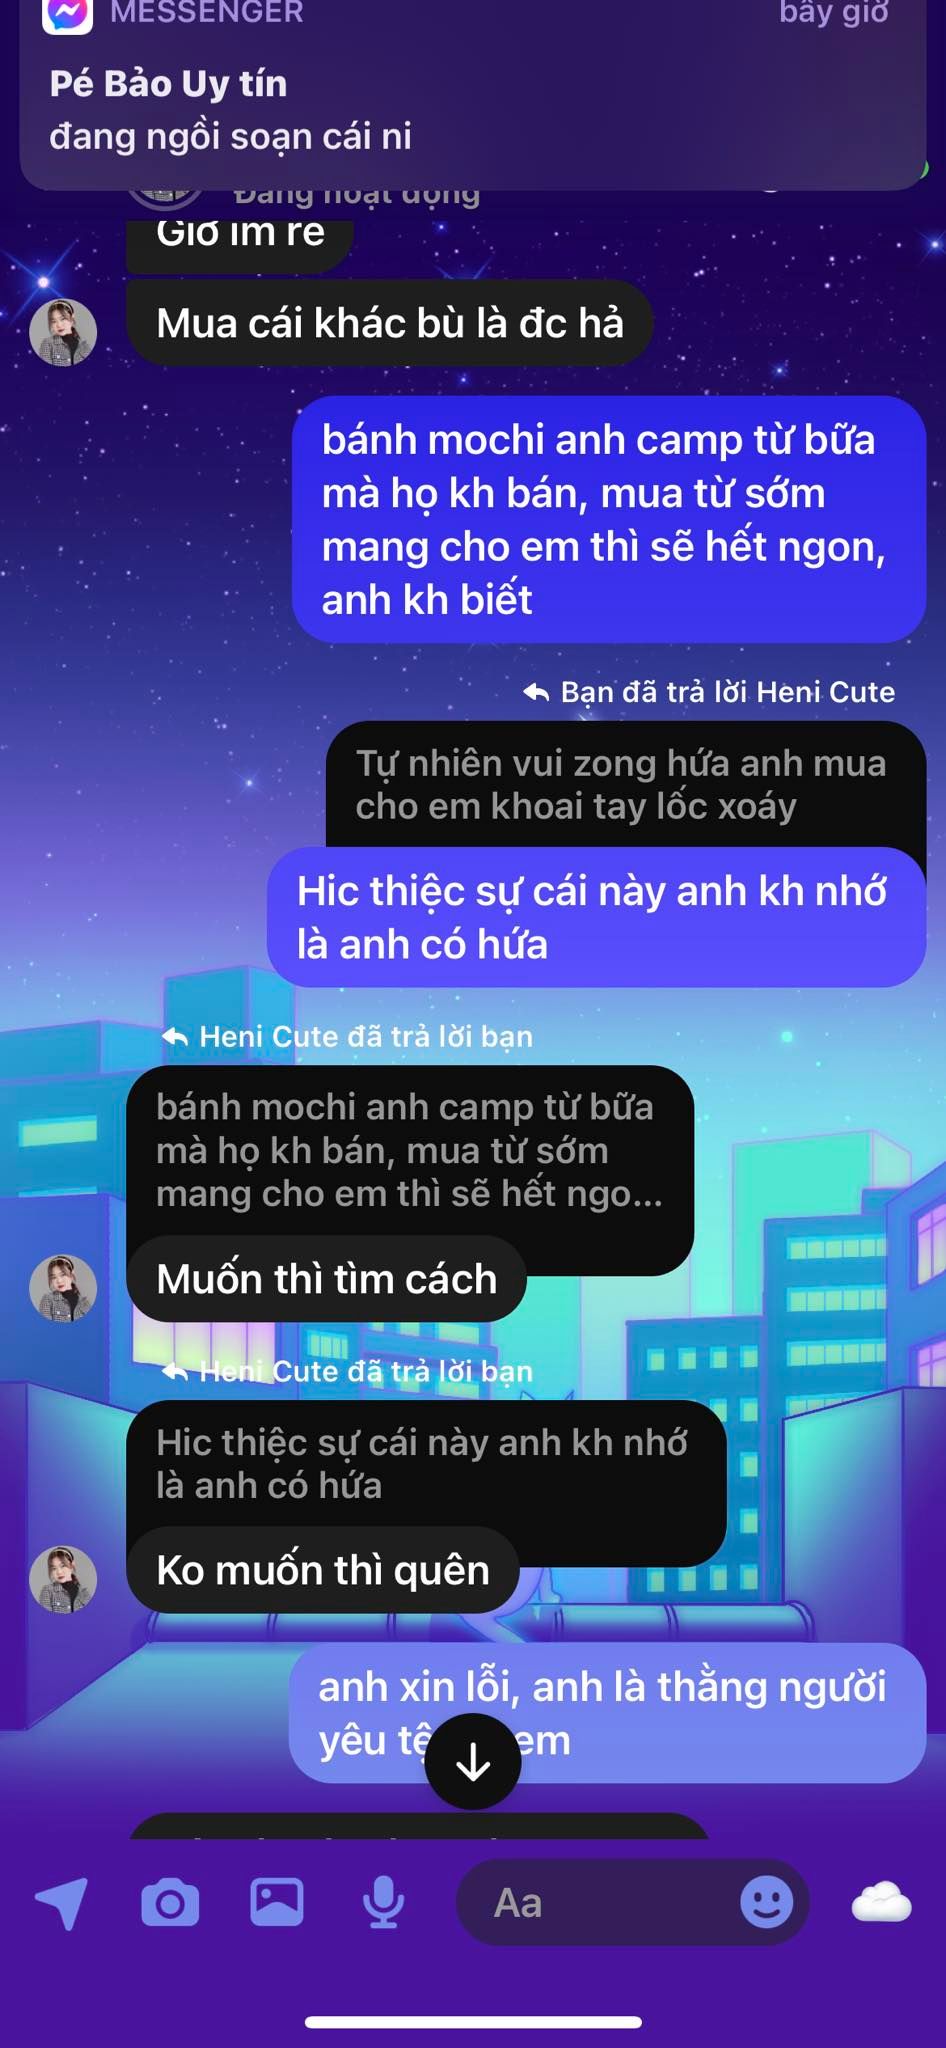 MESSENGER
bây giờ
Pé Bảo Uy tín
đang ngồi soạn cái ni
Đang hoạt động
Giờ im re
Mua cái khác bù là đc hả
bánh mochi anh camp từ bữa
mà họ kh bán, mua từ sớm
mang cho em thì sẽ hết ngon,
anh kh biết
Bạn đã trả lời Heni Cute
Tự nhiên vui zong hứa anh mua
cho em khoai tay lốc xoáy
Hic thiệc sự cái này anh kh nhớ
là anh có hứa
Heni Cute đã trả lời bạn
bánh mochi anh camp từ bữa
mà họ kh bán, mua từ sớm
mang cho em thì sẽ hết ngo...
Muốn thì tìm cách
Heni Cute đã trả lời bạn
Hic thiệc sự cái này anh kh nhớ
là anh có hứa
Ko muốn thì quên
anh xin lỗi, anh là thằng người
yêu tệ em
Aa